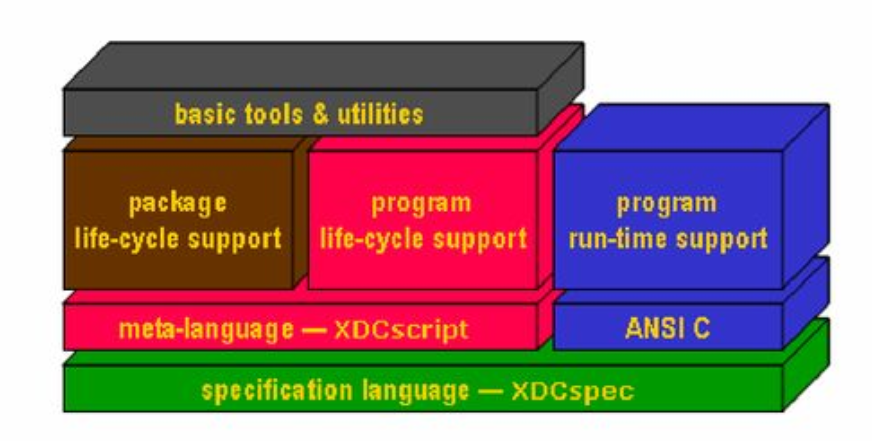 basic tools & utilities
package
life-cycle support
program
life-cycle support
program
run-time support
meta-language — XDCscript
ANSI C
specification language — XDCspec